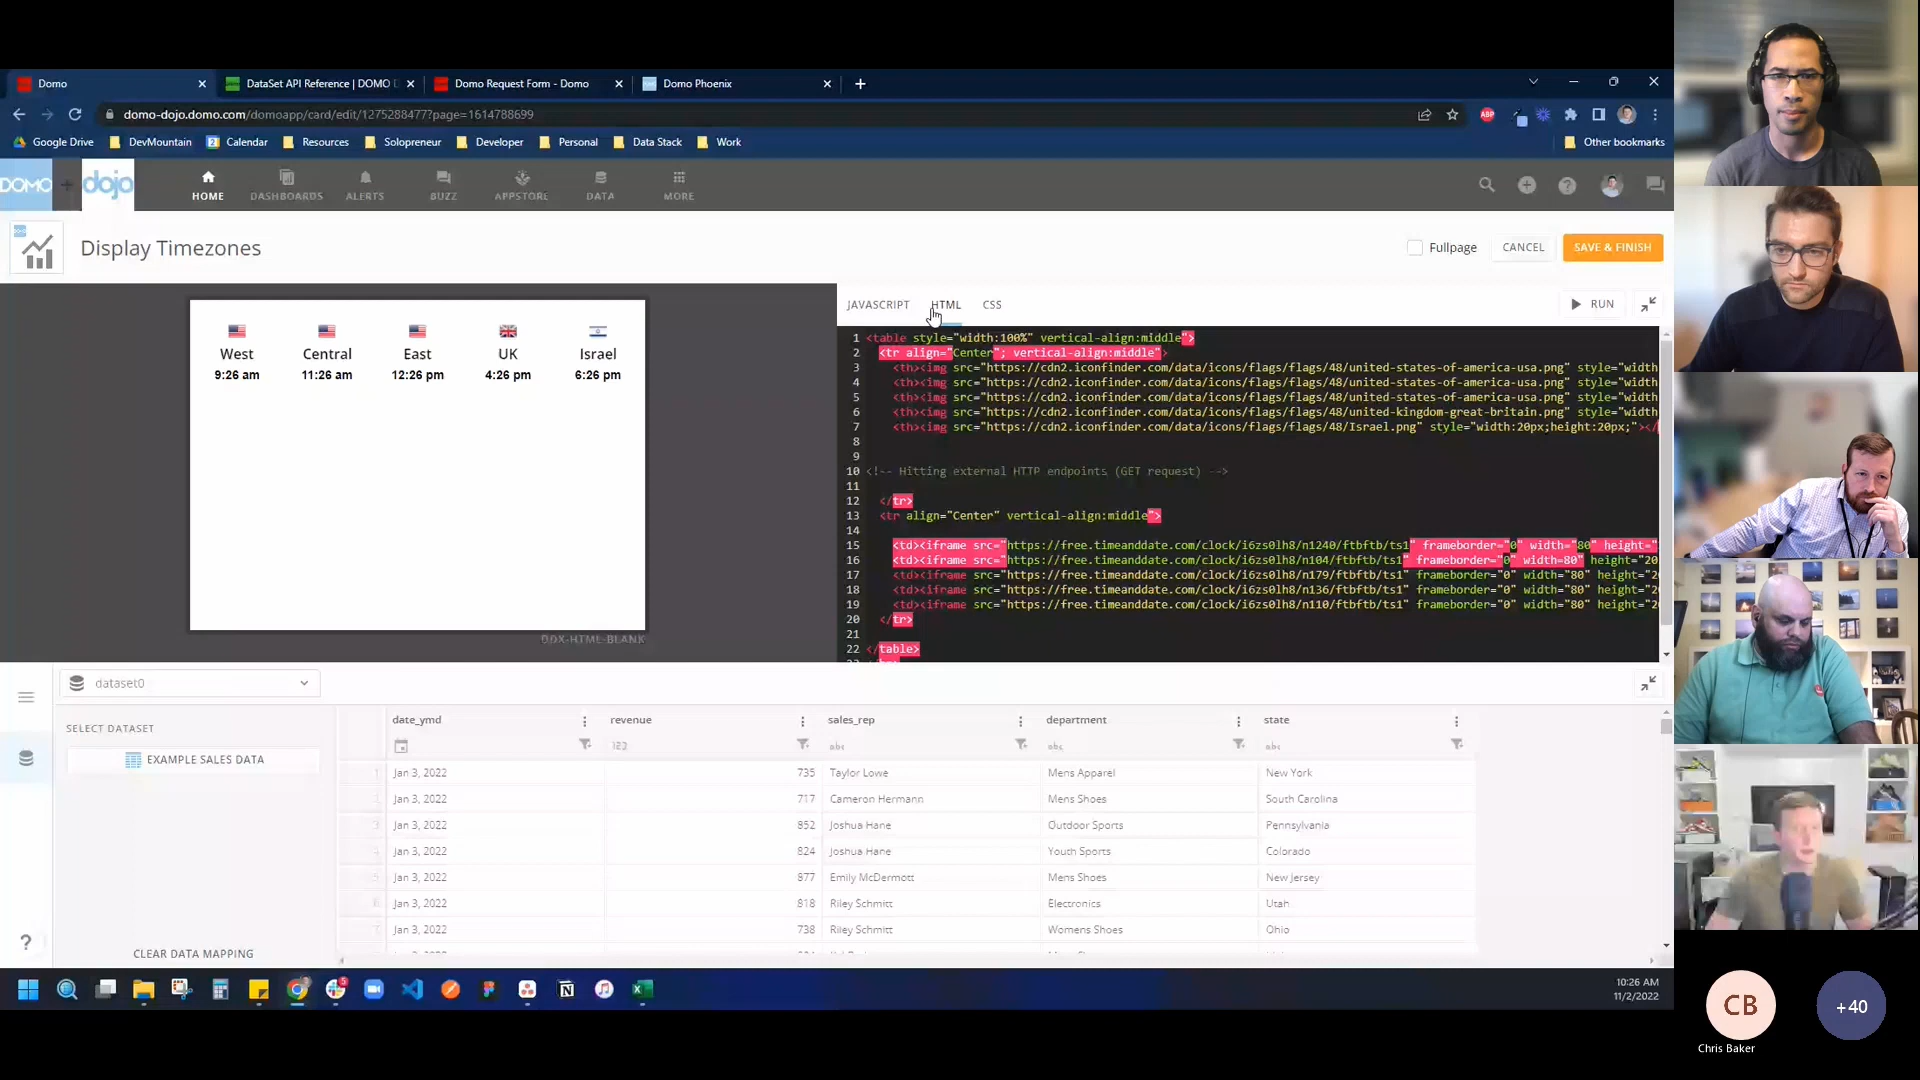 Domo
DataSet API Reference | DOMO
Domo Request Form - Domo
Domo Phoenix
domo-dojo.domo.com/domoapp/card/edit/1275288477?page=1614788699
ABP
Google Drive
DevMountain
2
Calendar
Resources
Solopreneur
Developer
Personal
Data Stack
Work
Other bookmarks
DOMO
+
dojo
HOME
DASHBOARDS
ALERTS
BUZZ
APPSTORE
DATA
MORE
Display Timezones
Fullpage
CANCEL
SAVE & FINISH
JAVASCRIPT
HTML
CSS
RUN
West
Central
East
UK
Israel
9:26 am
11:26 am
12:26 pm
4:26 pm
6:26 pm
DDX-HTML-BLANK
1 <table style="width:100%" vertical-align:middle">
2 <tr align="Center"; vertical-align:middle">
3 <th><img src="https://cdn2.iconfinder.com/data/icons/flags/flags/48/united-states-of-america-usa.png" style="width
4 <th><img src="https://cdn2.iconfinder.com/data/icons/flags/flags/48/united-states-of-america-usa.png" style="width
5 <th><img src="https://cdn2.iconfinder.com/data/icons/flags/flags/48/united-states-of-america-usa.png" style="width
6 <th><img src="https://cdn2.iconfinder.com/data/icons/flags/flags/48/united-kingdom-great-britain.png" style="width
7 <th><img src="https://cdn2.iconfinder.com/data/icons/flags/flags/48/Israel.png" style="width:20px;height:20px;"></
8
9
10 <!-- Hitting external HTTP endpoints (GET request) -->
11
12 </tr>
13 <tr align="Center" vertical-align:middle">
14
15 <td><iframe src="https://free.timeanddate.com/clock/i6zs0lh8/n1240/ftbftb/ts1" frameborder="0" width="80" height="
16 <td><iframe src="https://free.timeanddate.com/clock/i6zs0lh8/n104/ftbftb/ts1" frameborder="0" width=80" height="20
17 <td><iframe src="https://free.timeanddate.com/clock/i6zs0lh8/n179/ftbftb/ts1" frameborder="0" width="80" height="2
18 <td><iframe src="https://free.timeanddate.com/clock/i6zs0lh8/n136/ftbftb/ts1" frameborder="0" width="80" height="2
19 <td><iframe src="https://free.timeanddate.com/clock/i6zs0lh8/n110/ftbftb/ts1" frameborder="0" width="80" height="2
20 </tr>
21
22 </table>
dataset0
SELECT DATASET
EXAMPLE SALES DATA
CLEAR DATA MAPPING
?
date_ymd
revenue
sales_rep
department
state
123
abc
abc
abc
Jan 3, 2022 735 Taylor Lowe Mens Apparel New York
Jan 3, 2022 717 Cameron Hermann Mens Shoes South Carolina
Jan 3, 2022 852 Joshua Hane Outdoor Sports Pennsylvania
Jan 3, 2022 824 Joshua Hane Youth Sports Colorado
Jan 3, 2022 877 Emily McDermott Mens Shoes New Jersey
Jan 3, 2022 818 Riley Schmitt Electronics Utah
Jan 3, 2022 738 Riley Schmitt Womens Shoes Ohio
10:26 AM
11/2/2022
CB
Chris Baker
+40